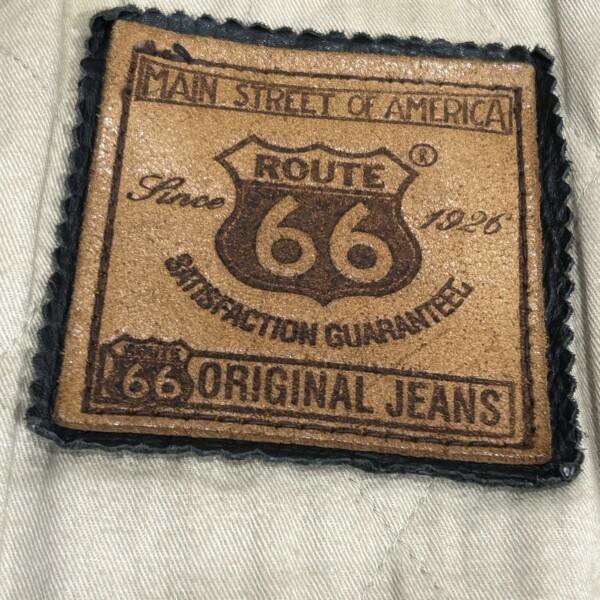 MAIN STREET OF AMERICA
ROUTE ®
66
Since 1926
SATISFACTION GUARANTEED
ROUTE
66
ORIGINAL JEANS